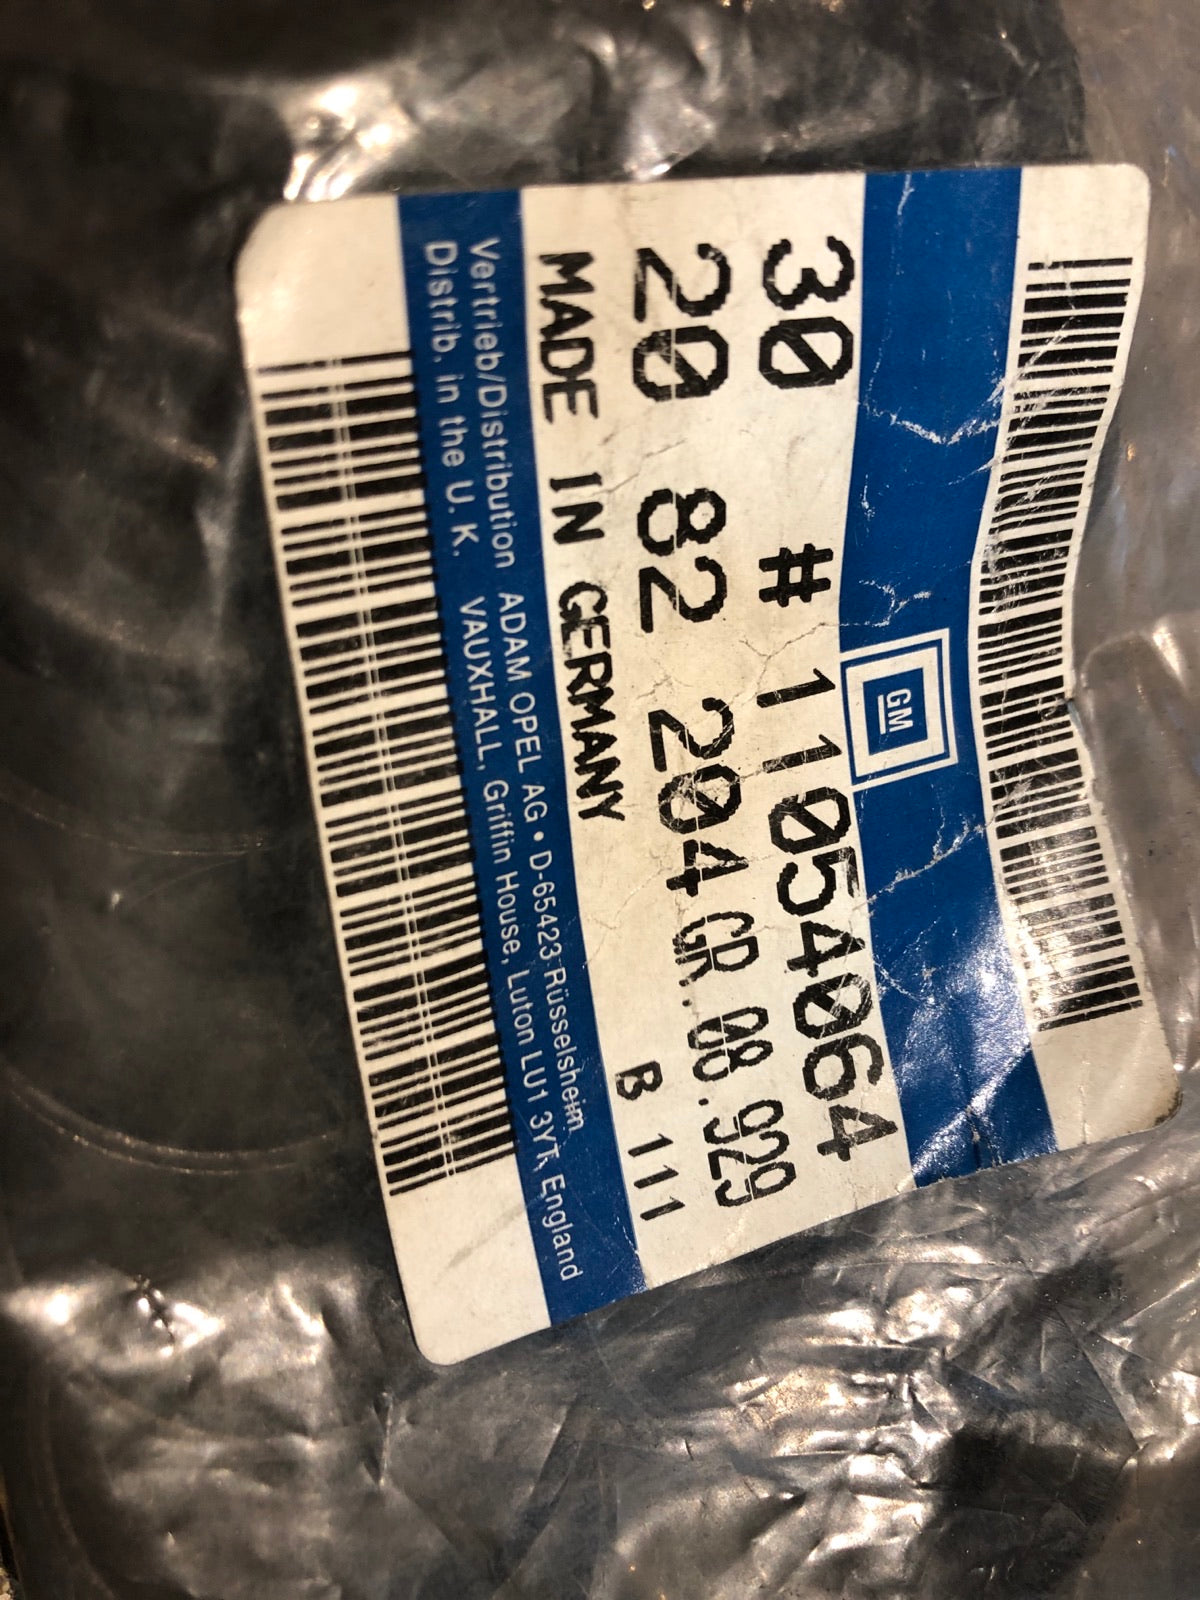 GM
30 # 11054064
20 82 204 GR.08.929
MADE IN GERMANY B 111
Vertrieb/Distribution ADAM OPEL AG • D-65423 Rüsselsheim
Distrib. in the U. K. VAUXHALL, Griffin House, Luton LU1 3YT, England